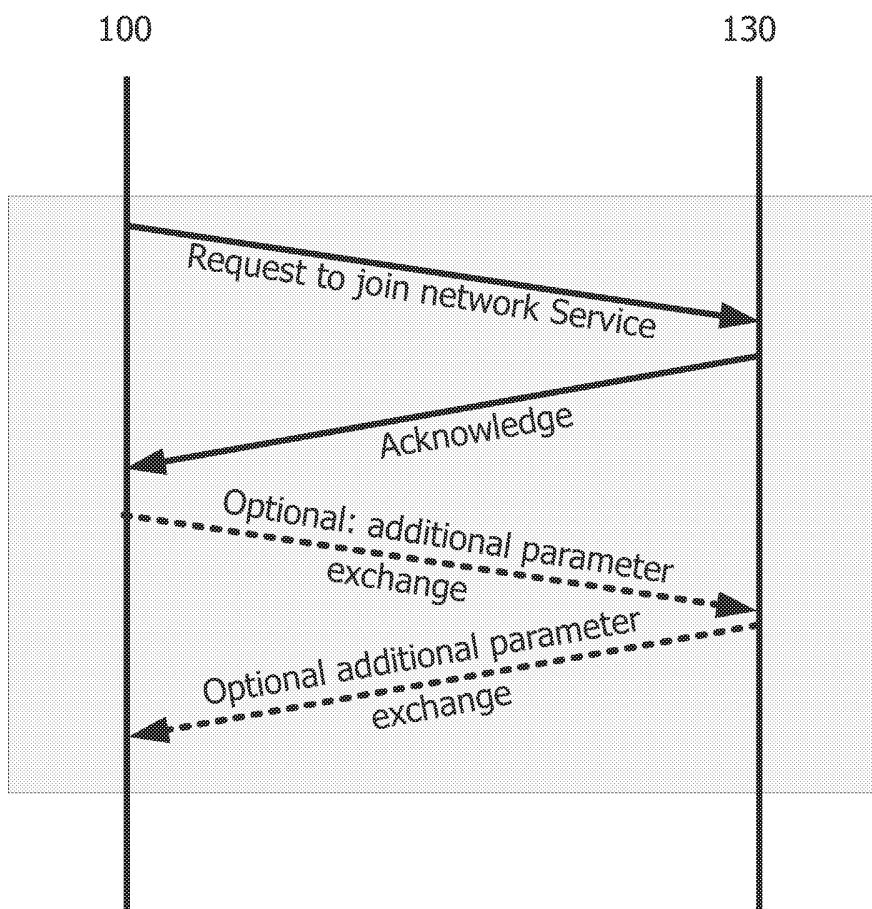 100
130
Request to join network Service
Acknowledge
Optional: additional parameter
exchange
Optional additional parameter
exchange